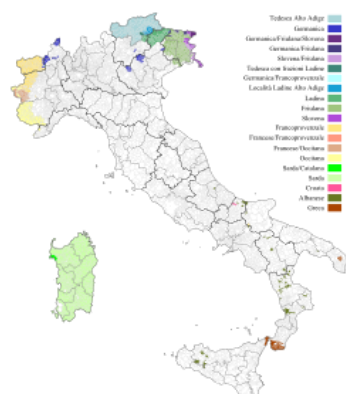 Tedesca Alto Adige
Germanica
Germanica/Friulana/Slovena
Germanica/Friulana
Slovena/Friulana
Tedesca con frazioni Ladine
Germanica/Francoprovenzale
Località Ladine Alto Adige
Ladina
Friulana
Slovena
Francoprovenzale
Francese/Francoprovenzale
Francese/Occitana
Occitana
Sarda/Catalana
Sarda
Croata
Albanese
Greca